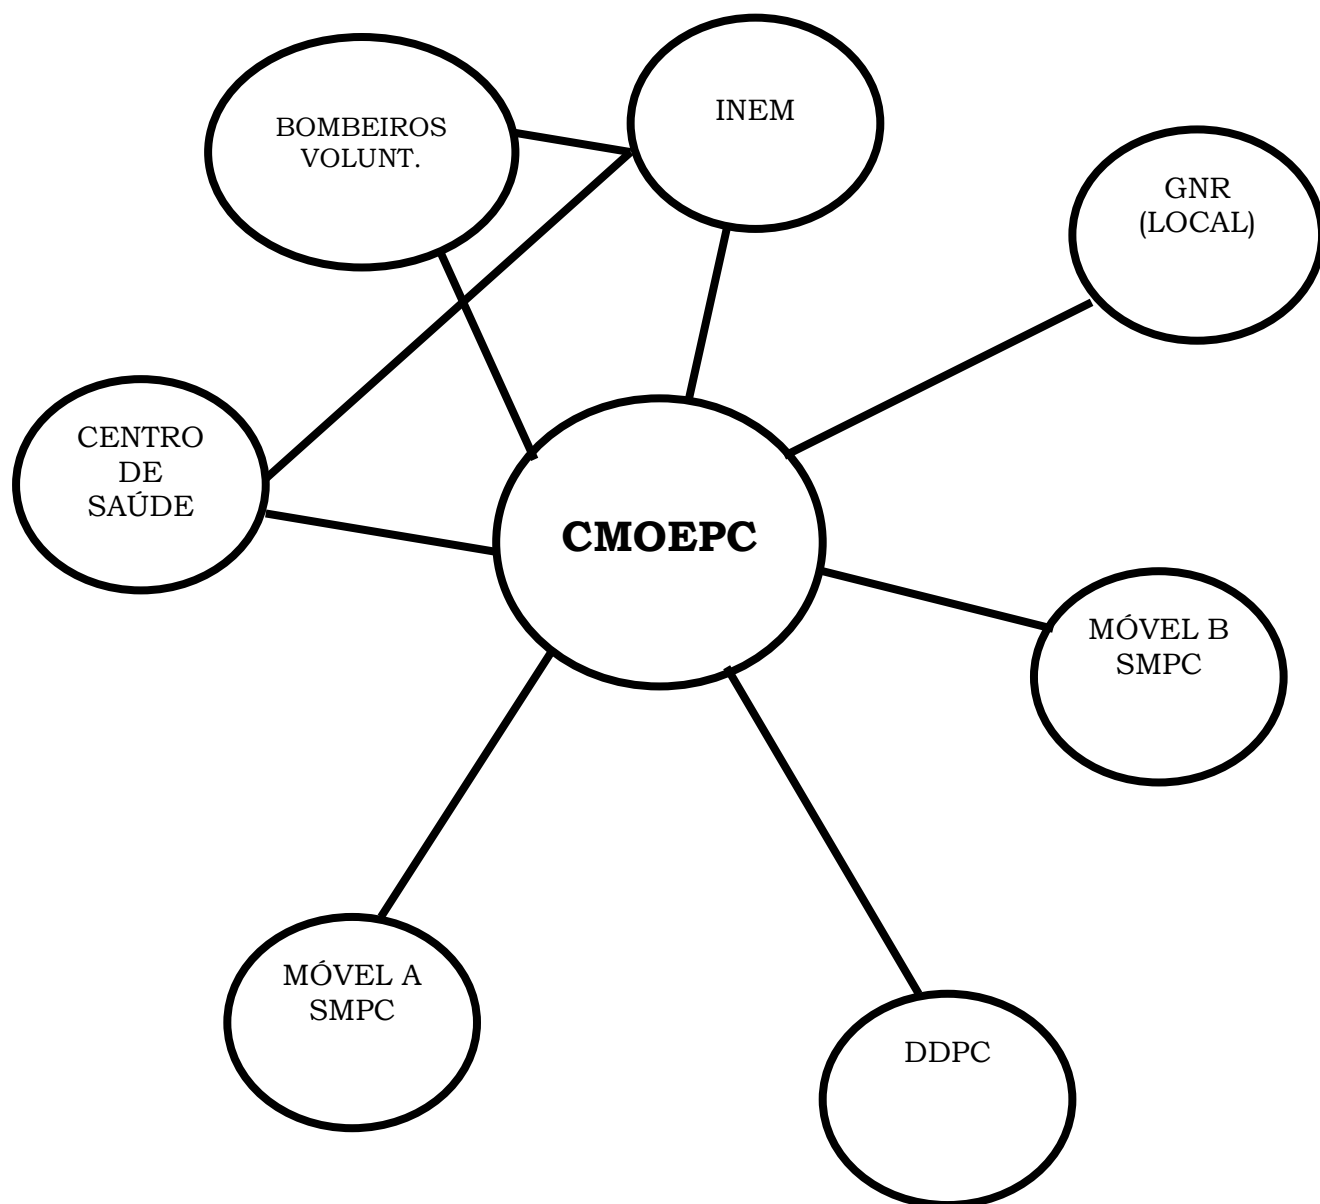 INEM
BOMBEIROS
VOLUNT.
GNR
(LOCAL)
CENTRO
DE
SAÚDE
CMOEPC
MÓVEL B
SMPC
MÓVEL A
SMPC
DDPC